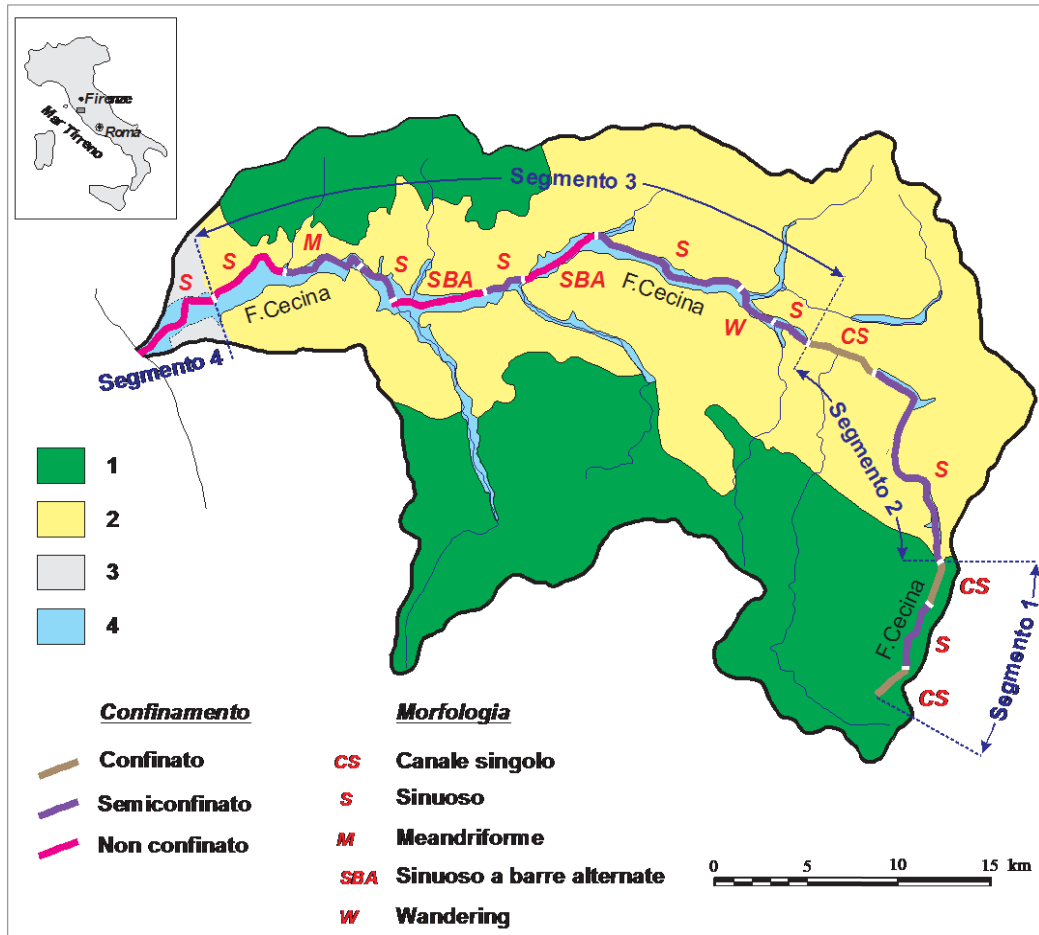 Firenze
Roma
Mar Tirreno
Segmento 3
M
S
S
S
SBA
S
SBA
S
F.Cecina
F.Cecina
W
S
CS
Segmento 4
Segmento 2
S
1
2
3
4
CS
F.Cecina
S
CS
Segmento 1
Confinamento
Confinato
Semiconfinato
Non confinato
Morfologia
CS Canale singolo
S Sinuoso
M Meandriforme
SBA Sinuoso a barre alternate
W Wandering
0 5 10 15 km